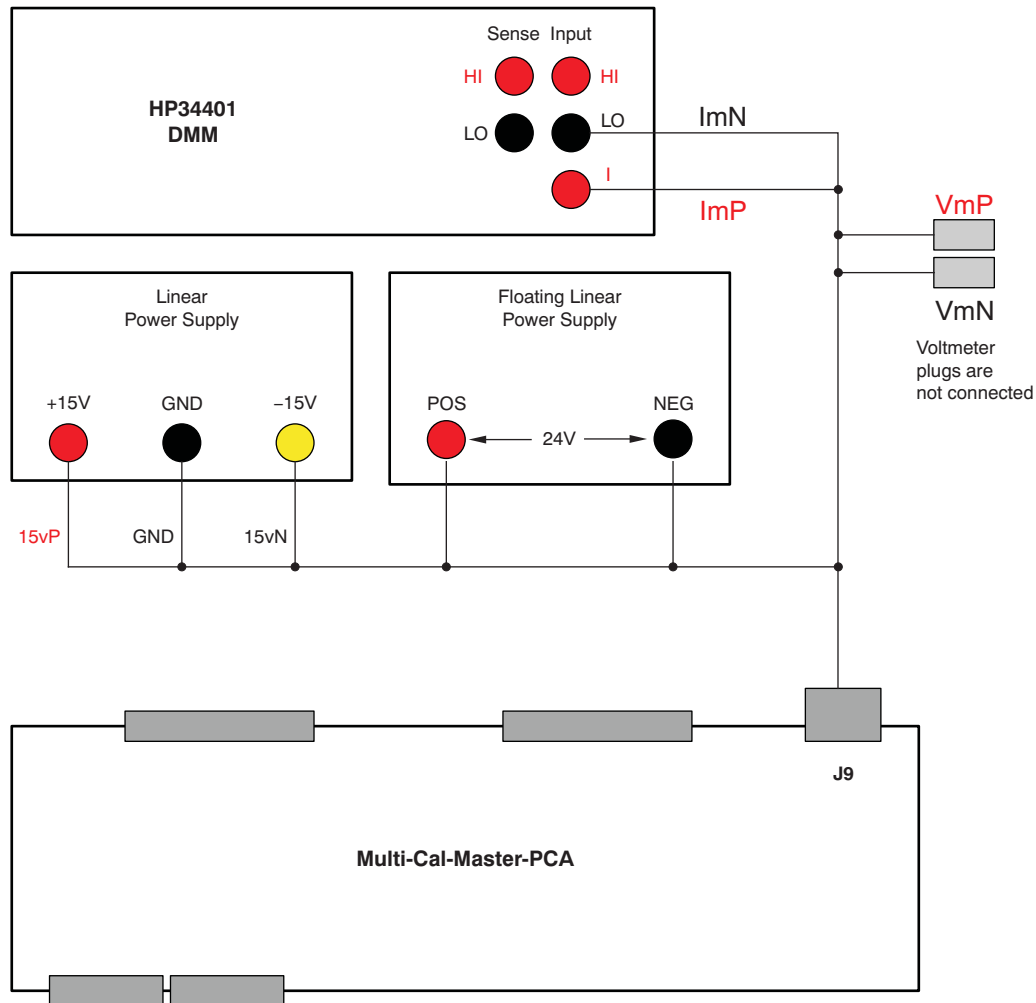 Sense Input
HI HI
HP34401
DMM
LO LO
ImN
I
ImP
VmP
VmN
Voltmeter
plugs are
not connected
Linear
Power Supply
+15V GND –15V
15vP GND 15vN
Floating Linear
Power Supply
POS NEG
24V
J9
Multi-Cal-Master-PCA